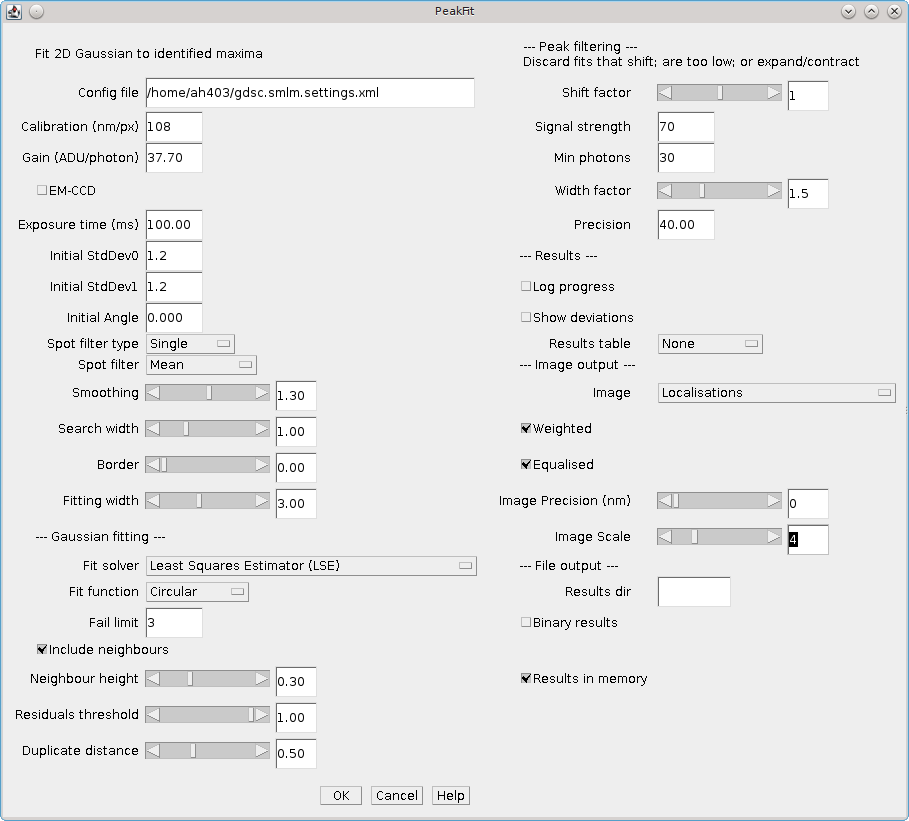 PeakFit
Fit 2D Gaussian to identified maxima
Config file /home/ah403/gdsc.smlm.settings.xml
Calibration (nm/px) 108
Gain (ADU/photon) 37.70
EM-CCD
Exposure time (ms) 100.00
Initial StdDev0 1.2
Initial StdDev1 1.2
Initial Angle 0.000
Spot filter type Single
Spot filter Mean
Smoothing 1.30
Search width 1.00
Border 0.00
Fitting width 3.00
--- Gaussian fitting ---
Fit solver Least Squares Estimator (LSE)
Fit function Circular
Fail limit 3
Include neighbours
Neighbour height 0.30
Residuals threshold 1.00
Duplicate distance 0.50
--- Peak filtering ---
Discard fits that shift; are too low; or expand/contract
Shift factor 1
Signal strength 70
Min photons 30
Width factor 1.5
Precision 40.00
--- Results ---
Log progress
Show deviations
Results table None
--- Image output ---
Image Localisations
Weighted
Equalised
Image Precision (nm) 0
Image Scale 4
--- File output ---
Results dir
Binary results
Results in memory
OK Cancel Help